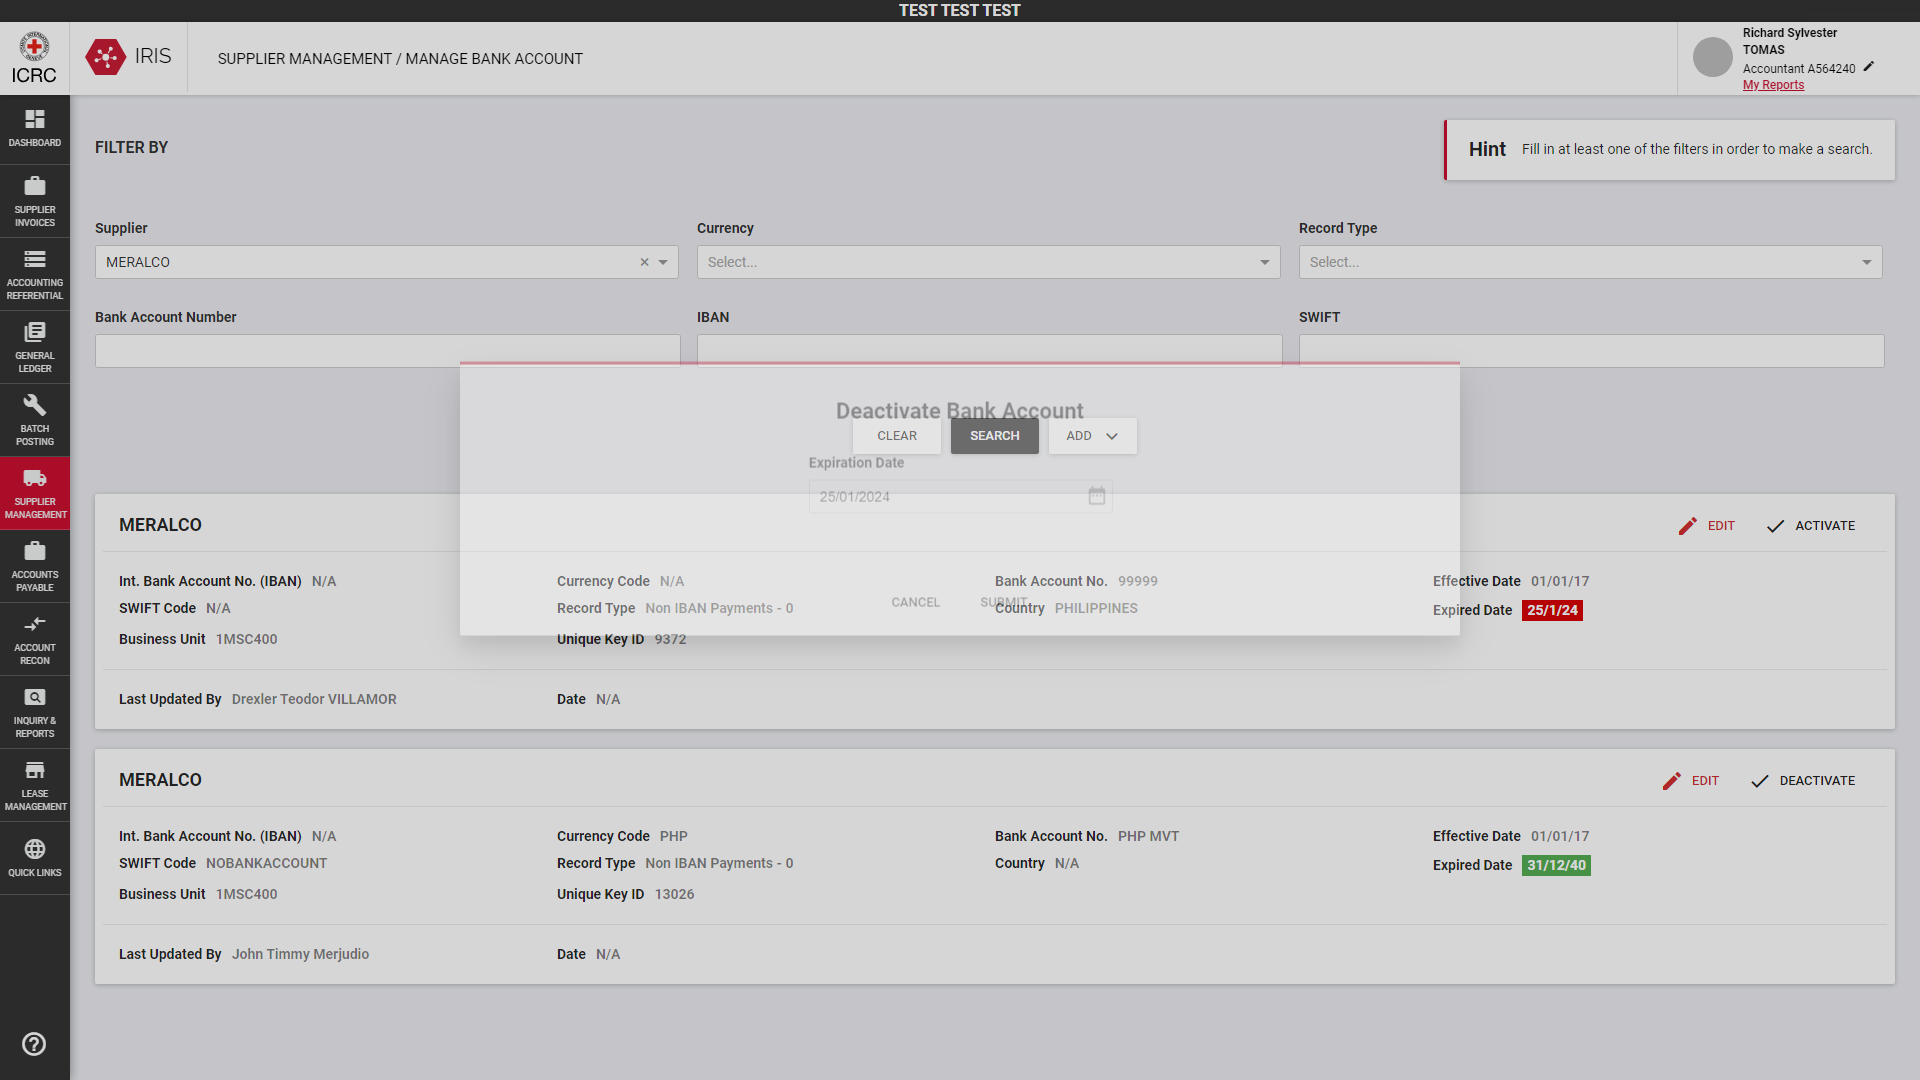 TEST TEST TEST
ICRC
IRIS
SUPPLIER MANAGEMENT / MANAGE BANK ACCOUNT
Richard Sylvester
TOMAS
Accountant A564240
My Reports
DASHBOARD
SUPPLIER
INVOICES
ACCOUNTING
REFERENTIAL
GENERAL
LEDGER
BATCH
POSTING
SUPPLIER
MANAGEMENT
ACCOUNTS
PAYABLE
ACCOUNT
RECON
INQUIRY &
REPORTS
LEASE
MANAGEMENT
QUICK LINKS
FILTER BY
Hint Fill in at least one of the filters in order to make a search.
Supplier Currency Record Type
MERALCO Select... Select...
Bank Account Number IBAN SWIFT
Deactivate Bank Account
CLEAR SEARCH ADD
Expiration Date
25/01/2024
CANCEL SUBMIT
MERALCO EDIT ACTIVATE
Int. Bank Account No. (IBAN) N/A Currency Code N/A Bank Account No. 99999 Effective Date 01/01/17
SWIFT Code N/A Record Type Non IBAN Payments - 0 Country PHILIPPINES Expired Date 25/1/24
Business Unit 1MSC400 Unique Key ID 9372
Last Updated By Drexler Teodor VILLAMOR Date N/A
MERALCO EDIT DEACTIVATE
Int. Bank Account No. (IBAN) N/A Currency Code PHP Bank Account No. PHP MVT Effective Date 01/01/17
SWIFT Code NOBANKACCOUNT Record Type Non IBAN Payments - 0 Country N/A Expired Date 31/12/40
Business Unit 1MSC400 Unique Key ID 13026
Last Updated By John Timmy Merjudio Date N/A